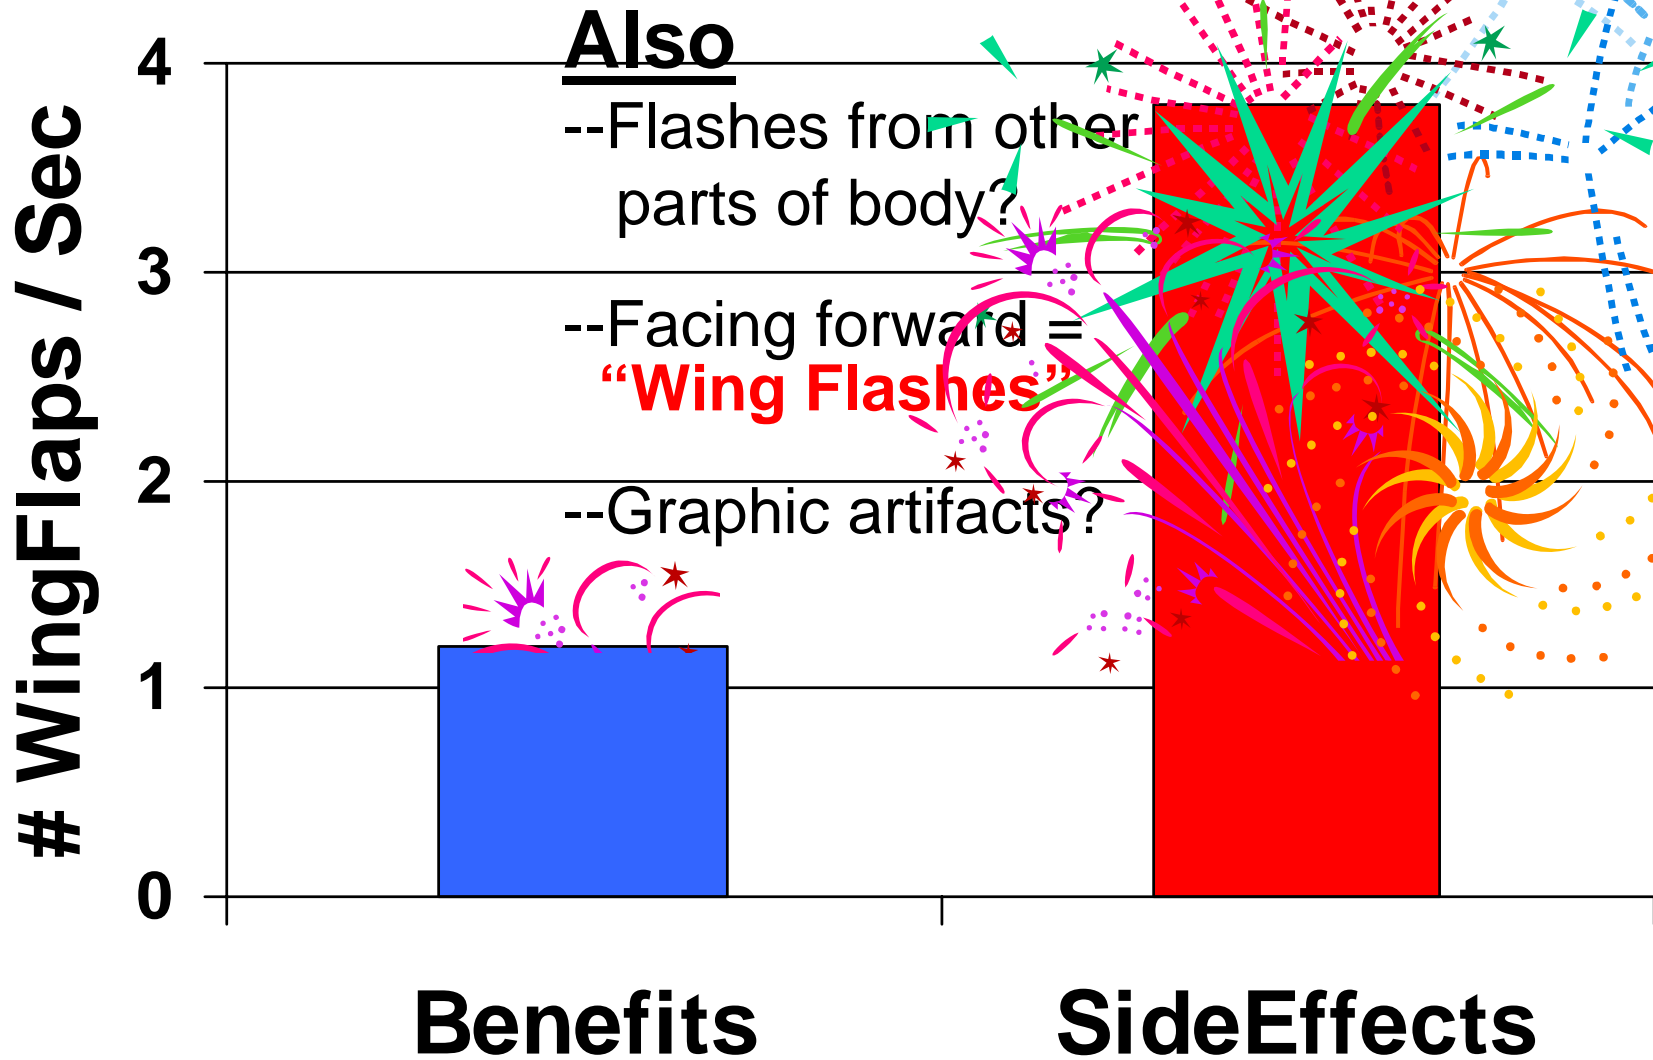 Also
--Flashes from other
parts of body?
--Facing forward =
“Wing Flashes”
--Graphic artifacts?
# WingFlaps / Sec
4
3
2
1
0
Benefits
SideEffects